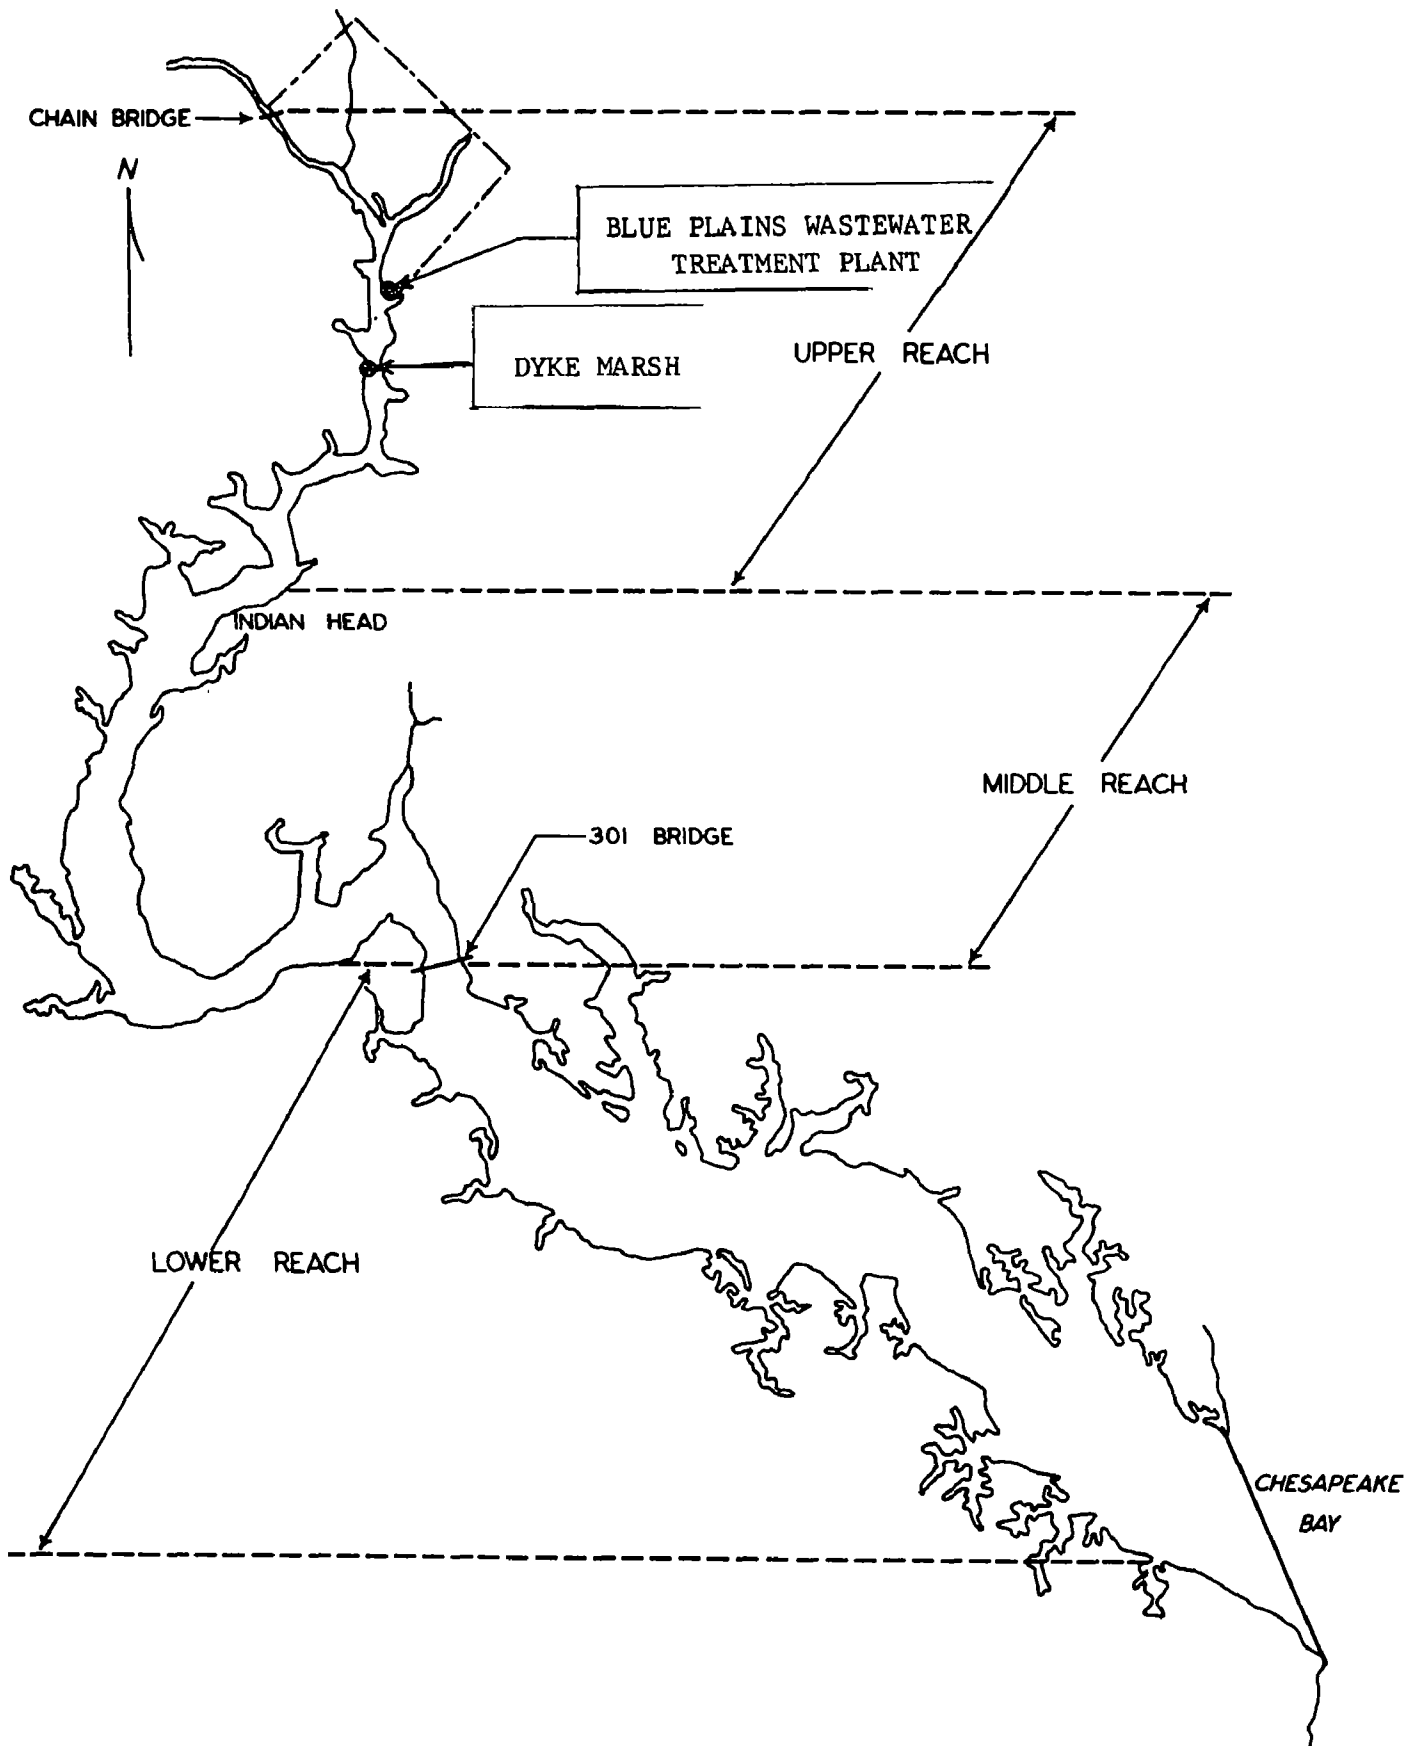 CHAIN BRIDGE
N
BLUE PLAINS WASTEWATER
TREATMENT PLANT
UPPER REACH
DYKE MARSH
INDIAN HEAD
MIDDLE REACH
301 BRIDGE
LOWER REACH
CHESAPEAKE
BAY